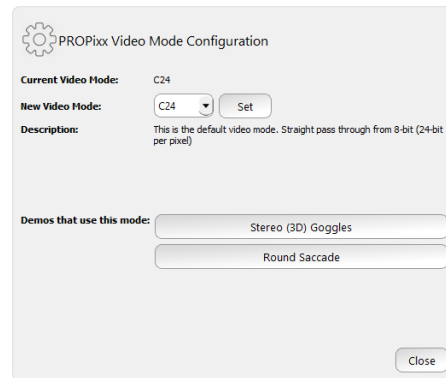 PROPixx Video Mode Configuration
Current Video Mode: C24
New Video Mode: C24 Set
Description: This is the default video mode. Straight pass through from 8-bit (24-bit
per pixel)
Demos that use this mode: Stereo (3D) Goggles
Round Saccade
Close